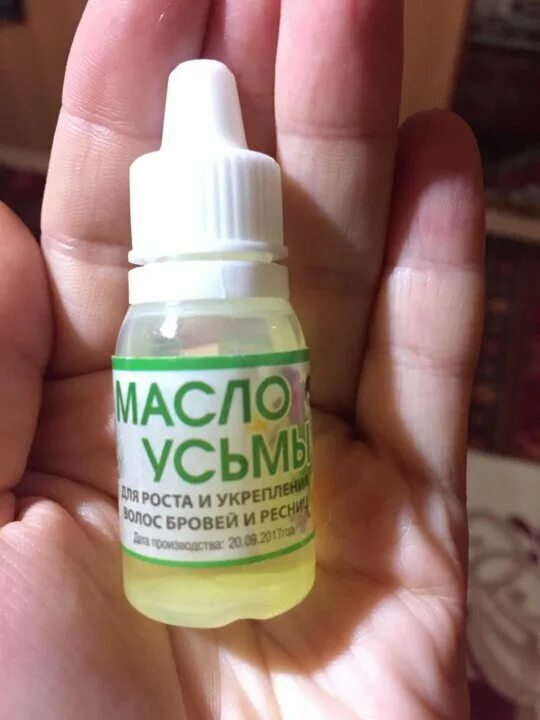 МАСЛО
УСЬМЫ
ДЛЯ РОСТА И УКРЕПЛЕНИЯ
ВОЛОС БРОВЕЙ И РЕСНИЦ
Дата производства: 20.09.2017год